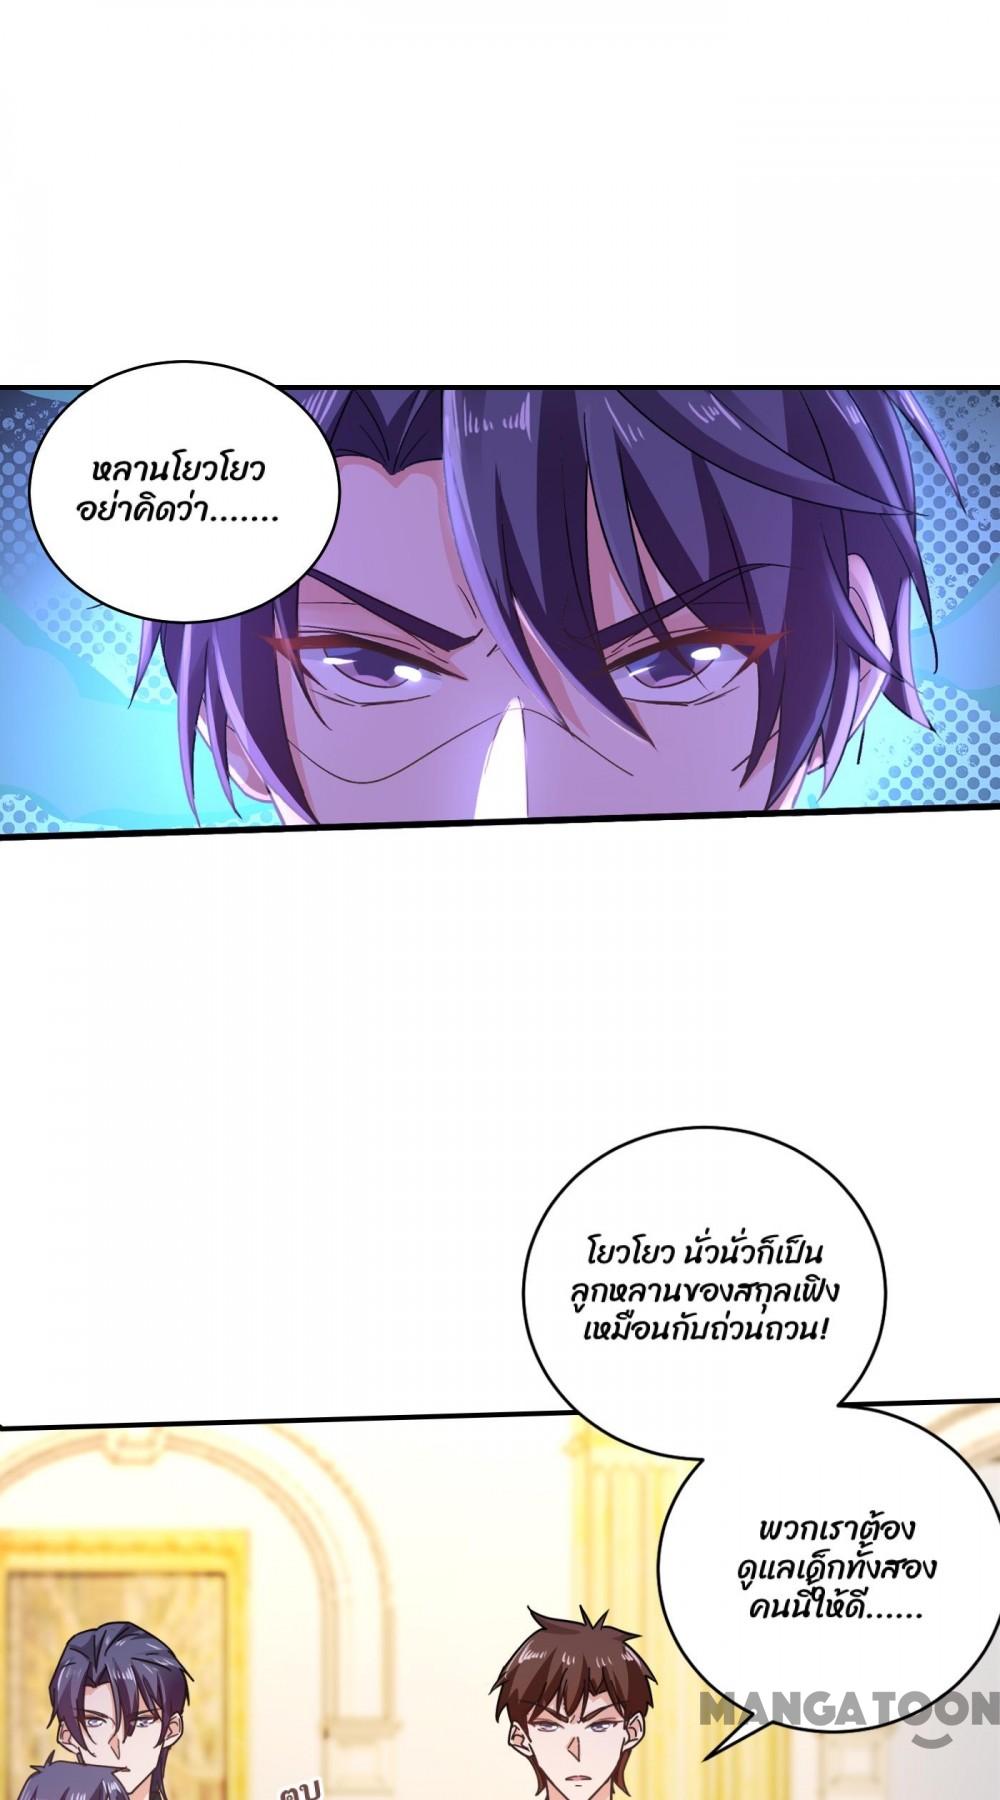 หลานโยวโยว
อย่าคิดว่า.......
โยวโยว นั่วนั่วก็เป็น
ลูกหลานของสกุลเฟิง
เหมือนกับถ่วนถวน!
พวกเราต้อง
ดูแลเด็กทั้งสอง
คนนี้ให้ดี......
MANGATOON
ตบ